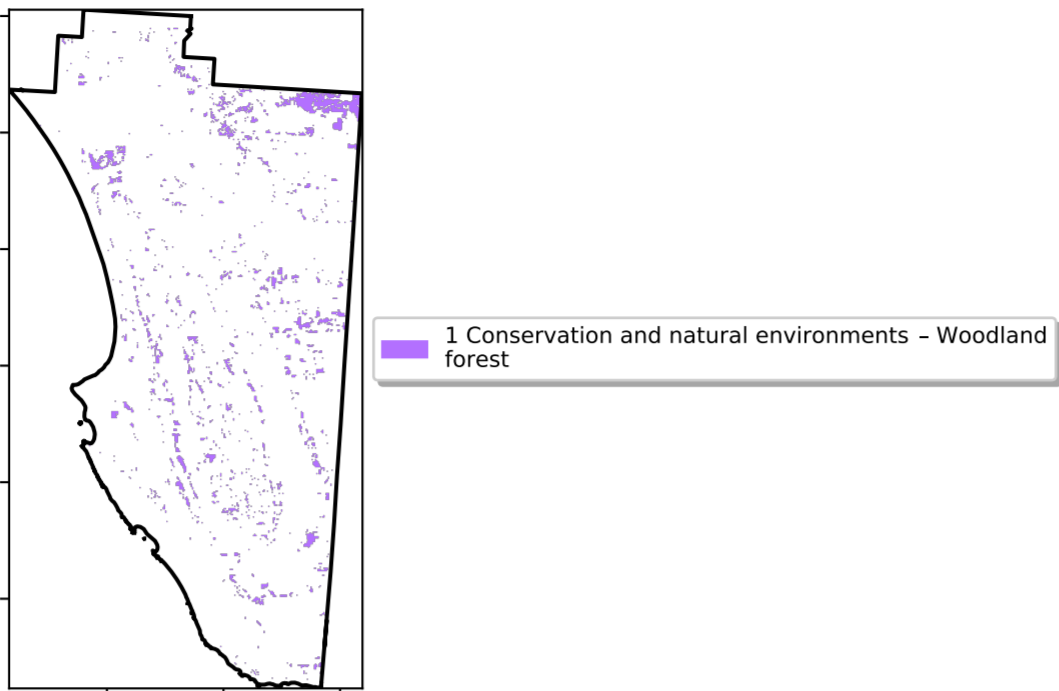 1 Conservation and natural environments – Woodland
forest